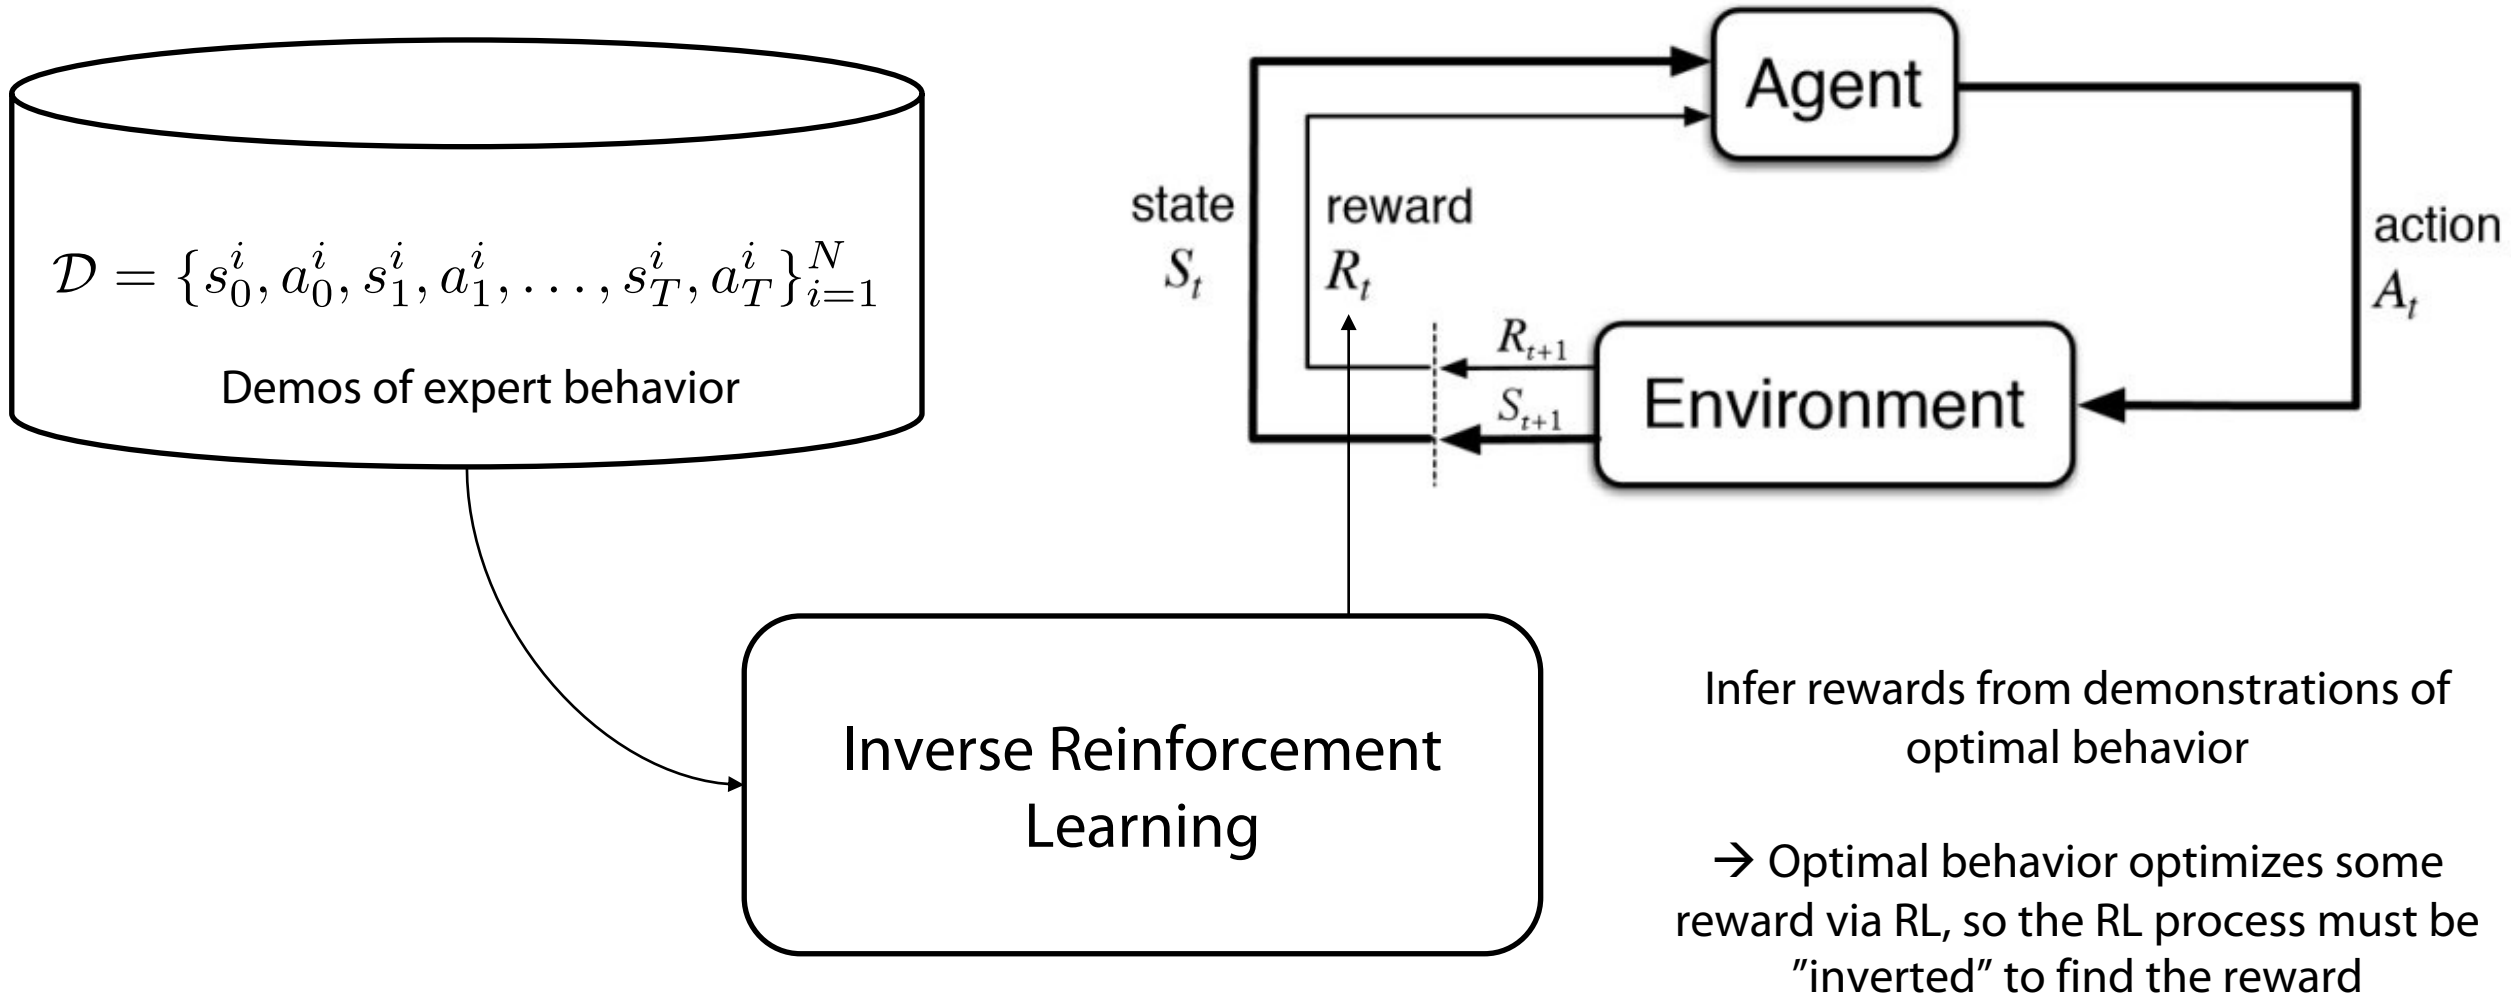 𝒟 = {s_0^i, a_0^i, s_1^i, a_1^i, . . . , s_T^i, a_T^i}_{i=1}^N
Demos of expert behavior
Agent
state
S_t
reward
R_t
action
A_t
R_{t+1}
S_{t+1}
Environment
Inverse Reinforcement
Learning
Infer rewards from demonstrations of
optimal behavior
→ Optimal behavior optimizes some
reward via RL, so the RL process must be
”inverted” to find the reward